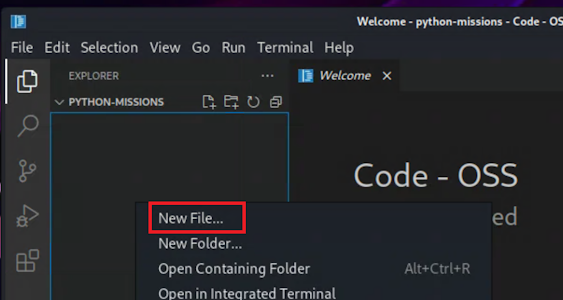 Welcome - python-missions - Code - OSS
File Edit Selection View Go Run Terminal Help
EXPLORER ...
Welcome ×
PYTHON-MISSIONS
Code - OSS
ed
New File...
New Folder...
Open Containing Folder Alt+Ctrl+R
Open in Integrated Terminal